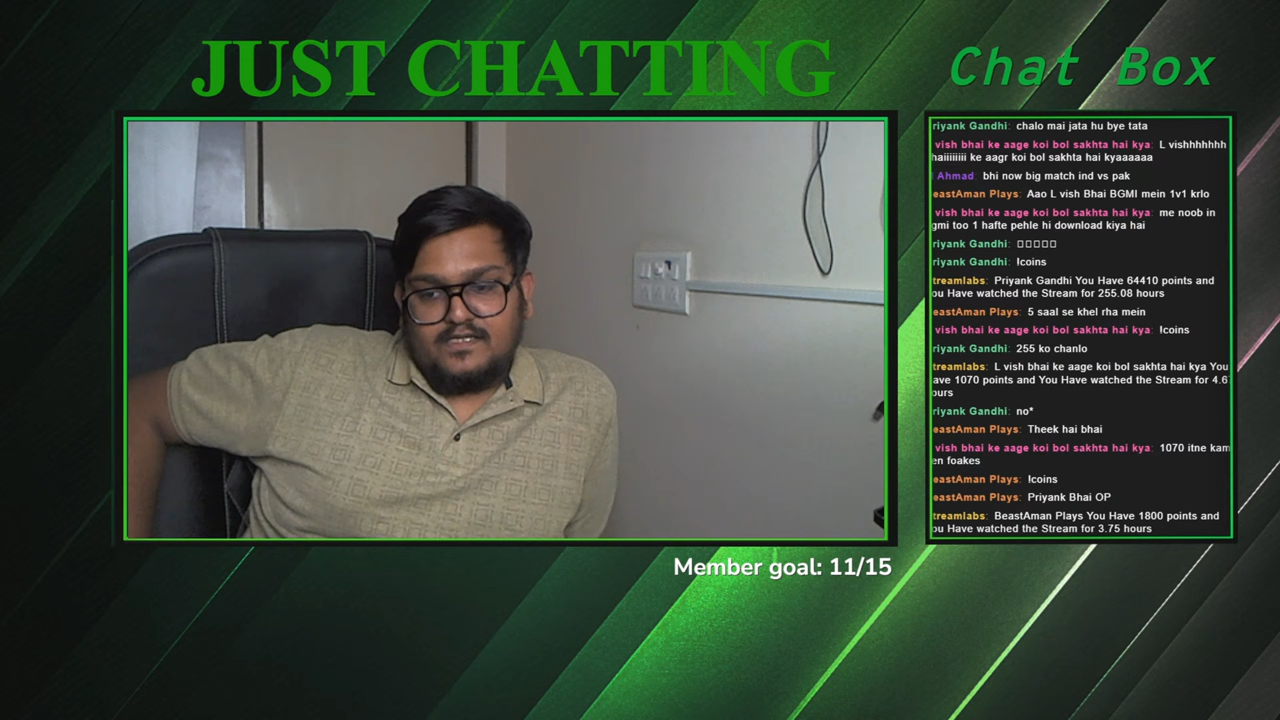 JUST CHATTING
Chat Box
riyank Gandhi: chalo mai jata hu bye tata
vish bhai ke aage koi bol sakhta hai kya: L vishhhhhhh
haiiiiiiii ke aagr koi bol sakhta hai kyaaaaaa
Ahmad: bhi now big match ind vs pak
eastAman Plays: Aao L vish Bhai BGMI mein 1v1 krlo
vish bhai ke aage koi bol sakhta hai kya: me noob in
gmi too 1 hafte pehle hi download kiya hai
riyank Gandhi: □□□□□
riyank Gandhi: !coins
treamlabs: Priyank Gandhi You Have 64410 points and
ou Have watched the Stream for 255.08 hours
eastAman Plays: 5 saal se khel rha mein
vish bhai ke aage koi bol sakhta hai kya: !coins
riyank Gandhi: 255 ko chanlo
treamlabs: L vish bhai ke aage koi bol sakhta hai kya You
ave 1070 points and You Have watched the Stream for 4.6
ours
riyank Gandhi: no*
eastAman Plays: Theek hai bhai
vish bhai ke aage koi bol sakhta hai kya: 1070 itne kam
en foakes
eastAman Plays: !coins
eastAman Plays: Priyank Bhai OP
treamlabs: BeastAman Plays You Have 1800 points and
ou Have watched the Stream for 3.75 hours
Member goal: 11/15